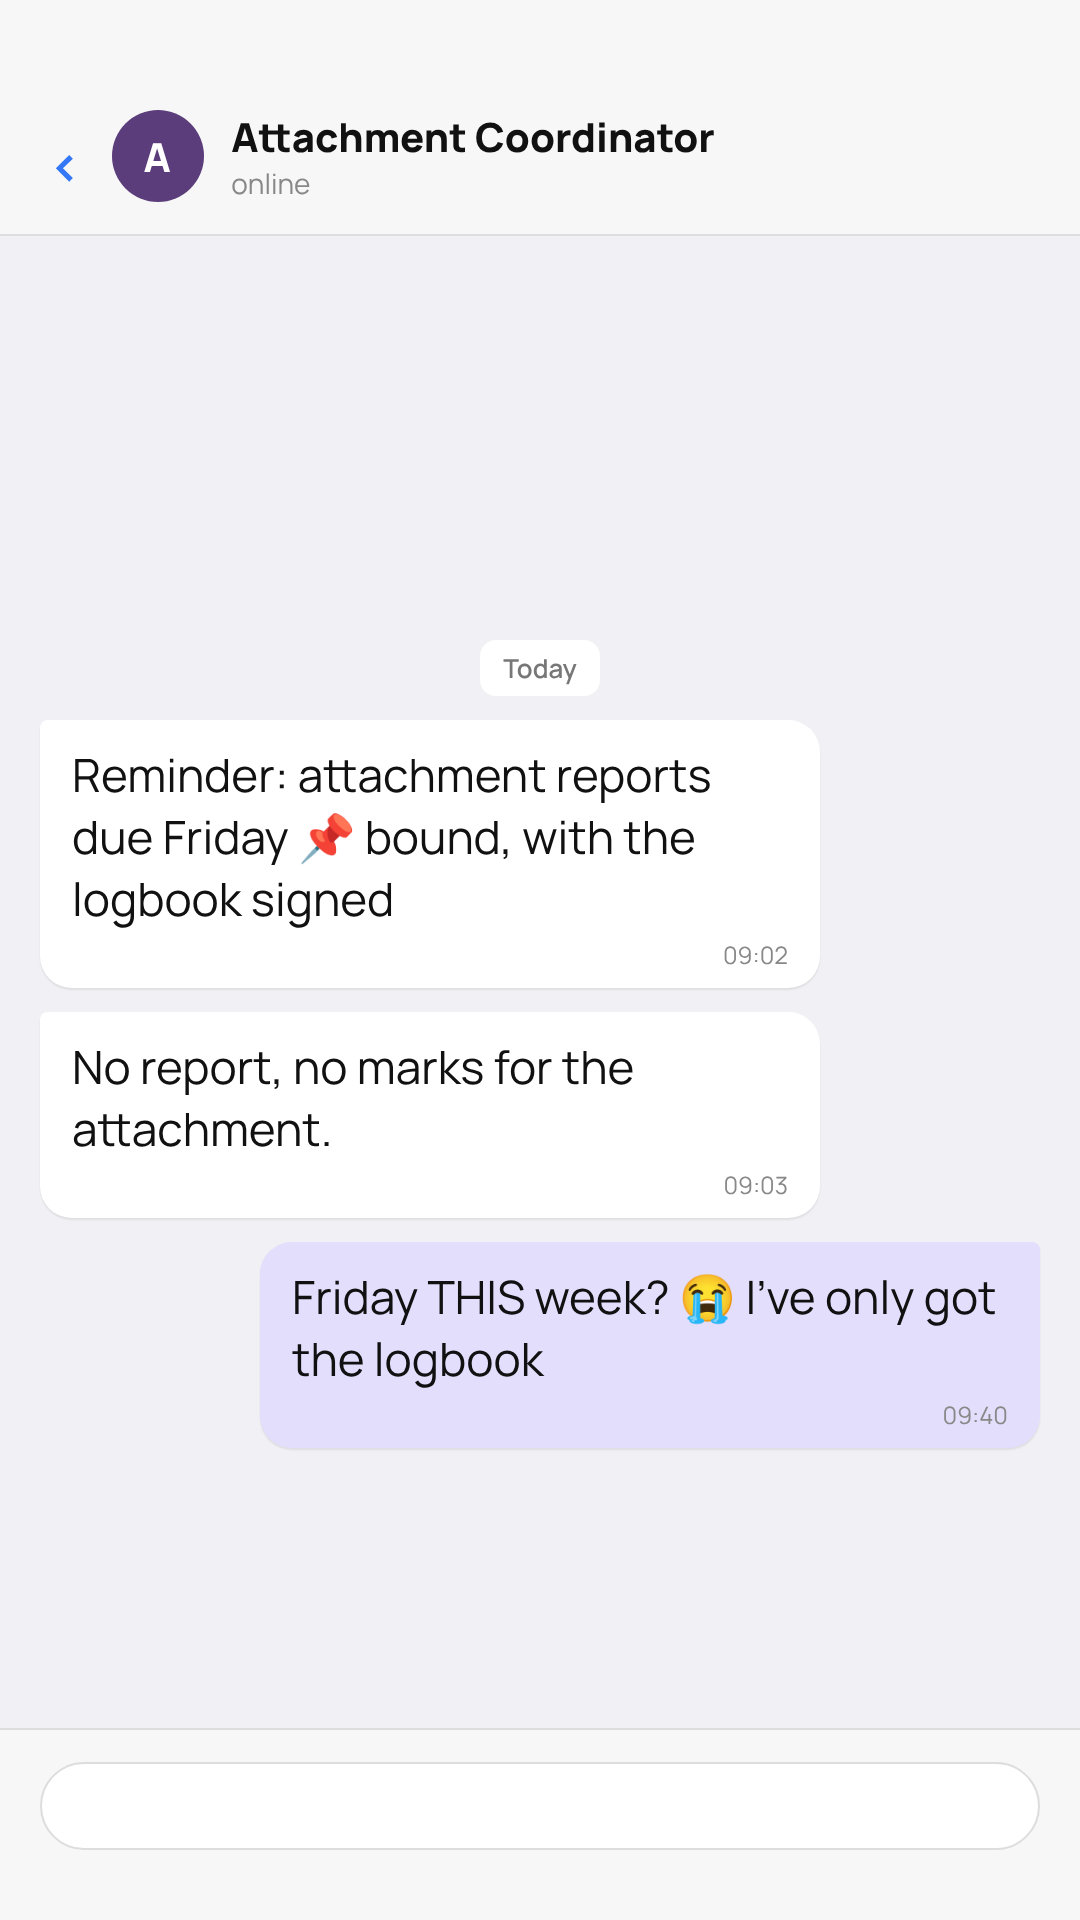 A
Attachment Coordinator
online
Today
Reminder: attachment reports
due Friday 📌 bound, with the
logbook signed
09:02
No report, no marks for the
attachment.
09:03
Friday THIS week? 😭 I’ve only got
the logbook
09:40